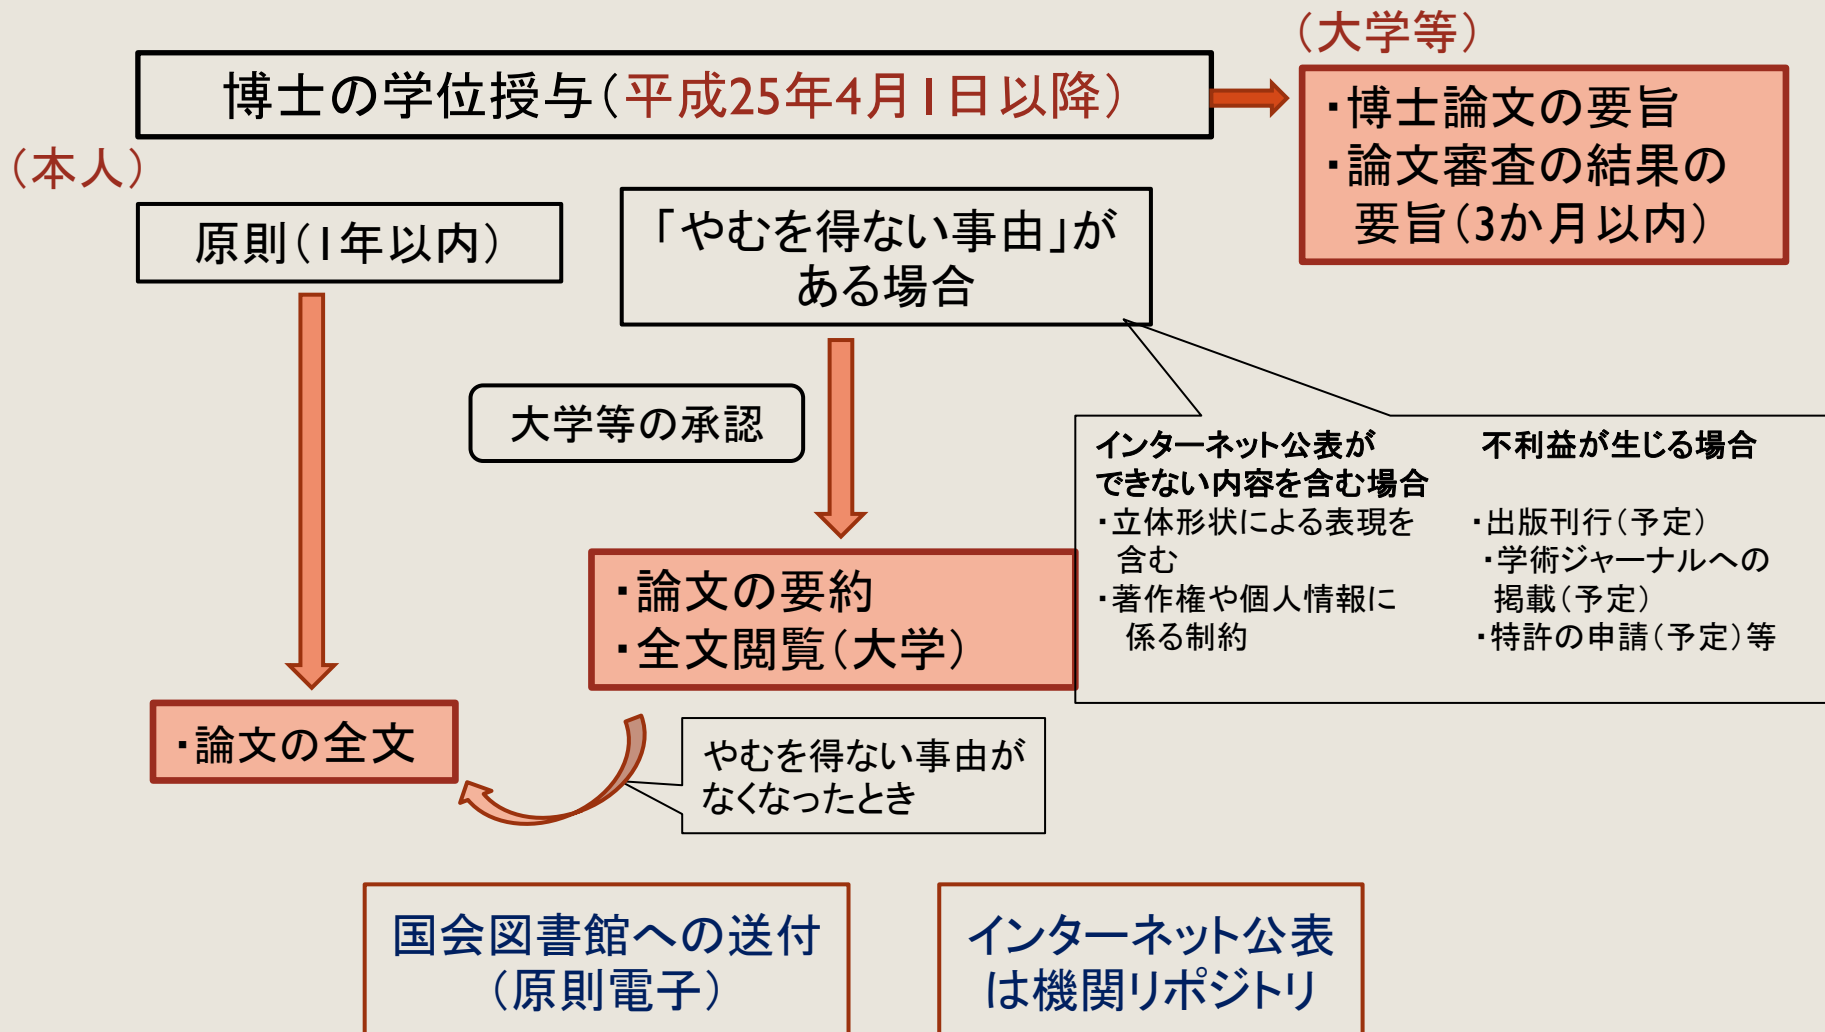 （大学等）
博士の学位授与（平成25年4月1日以降）
・博士論文の要旨
・論文審査の結果の
要旨（3か月以内）
（本人）
原則（1年以内）
「やむを得ない事由」が
ある場合
大学等の承認
インターネット公表が
できない内容を含む場合
・立体形状による表現を
含む
・著作権や個人情報に
係る制約
不利益が生じる場合
・出版刊行（予定）
・学術ジャーナルへの
掲載（予定）
・特許の申請（予定）等
・論文の要約
・全文閲覧（大学）
・論文の全文
やむを得ない事由が
なくなったとき
国会図書館への送付
（原則電子）
インターネット公表
は機関リポジトリ